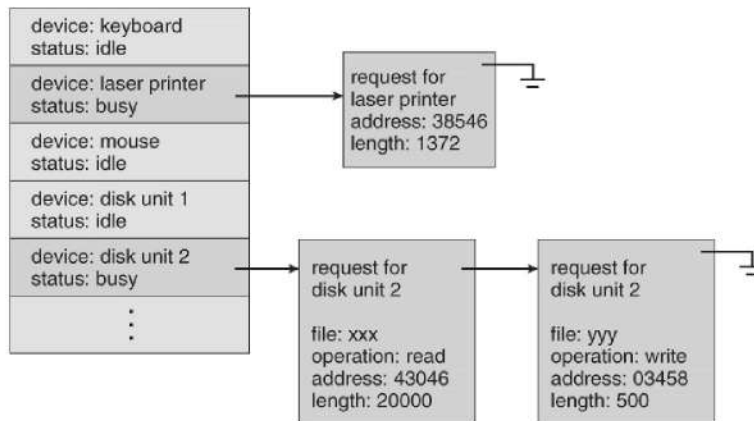 device: keyboard
status: idle
device: laser printer
status: busy
device: mouse
status: idle
device: disk unit 1
status: idle
device: disk unit 2
status: busy
request for
laser printer
address: 38546
length: 1372
request for
disk unit 2
file: xxx
operation: read
address: 43046
length: 20000
request for
disk unit 2
file: yyy
operation: write
address: 03458
length: 500